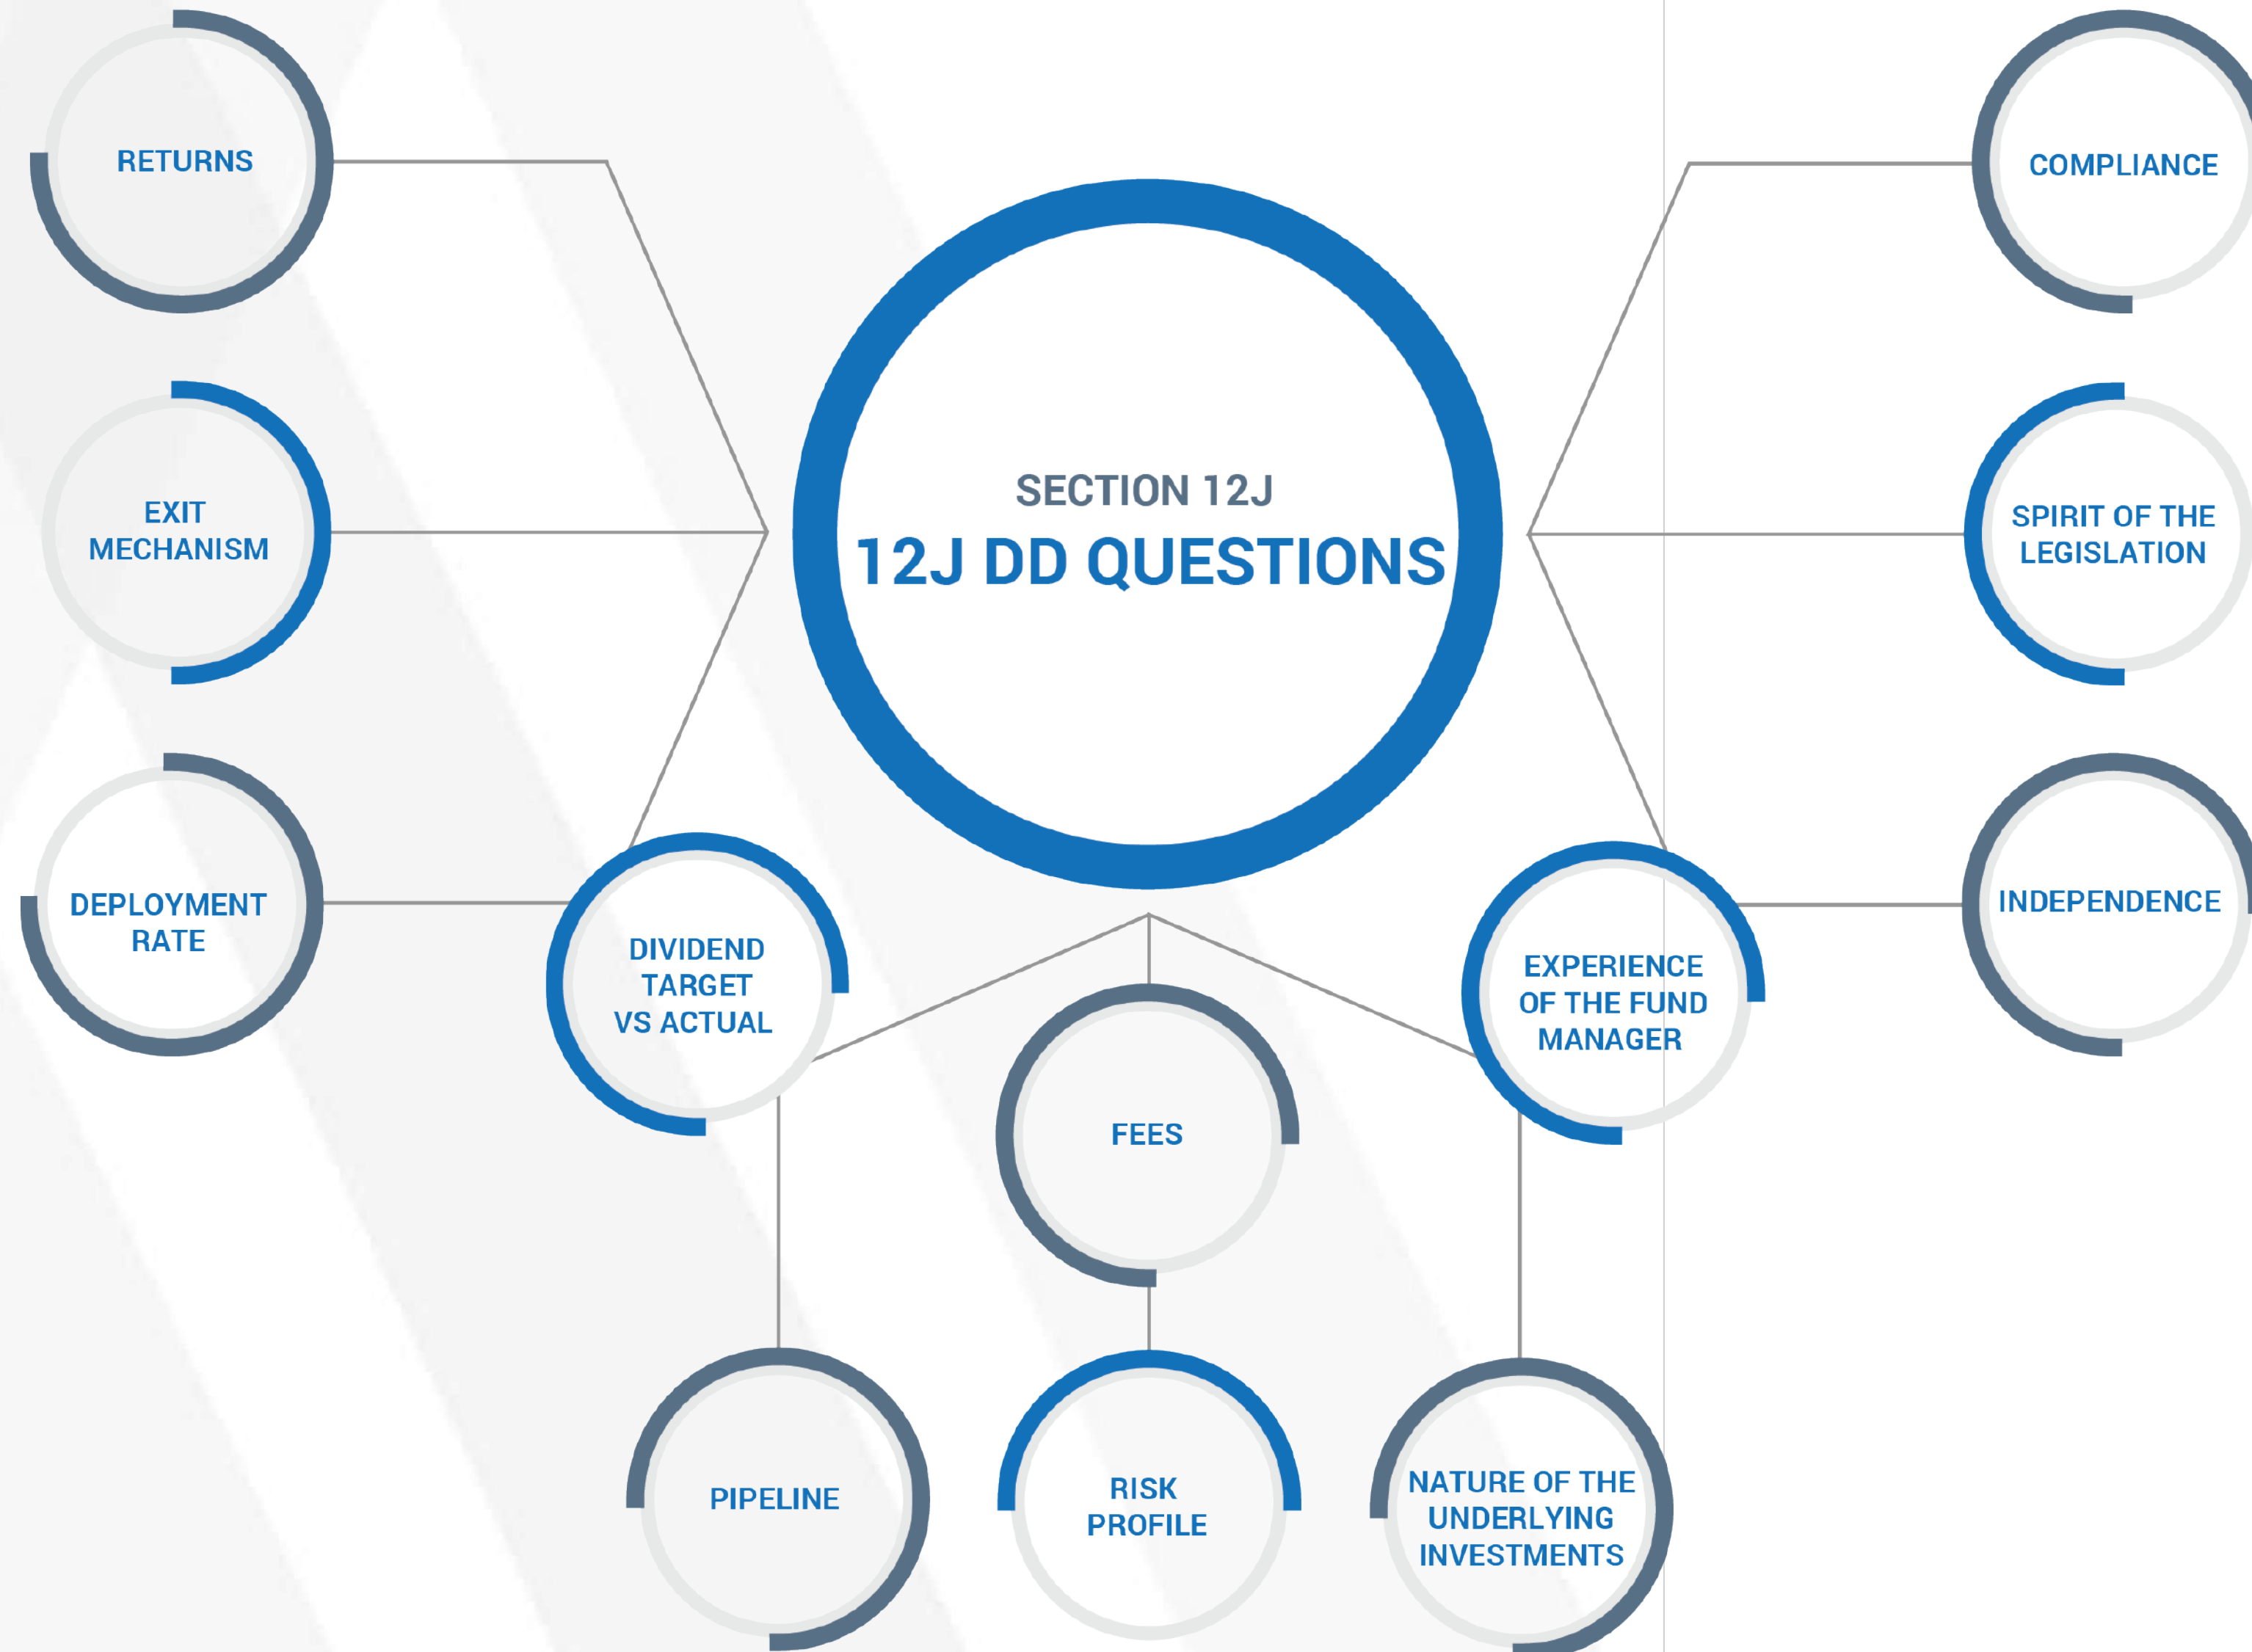 RETURNS
COMPLIANCE
SECTION 12J
12J DD QUESTIONS
EXIT
MECHANISM
SPIRIT OF THE
LEGISLATION
DEPLOYMENT
RATE
DIVIDEND
TARGET
VS ACTUAL
FEES
EXPERIENCE
OF THE FUND
MANAGER
INDEPENDENCE
PIPELINE
RISK
PROFILE
NATURE OF THE
UNDERLYING
INVESTMENTS